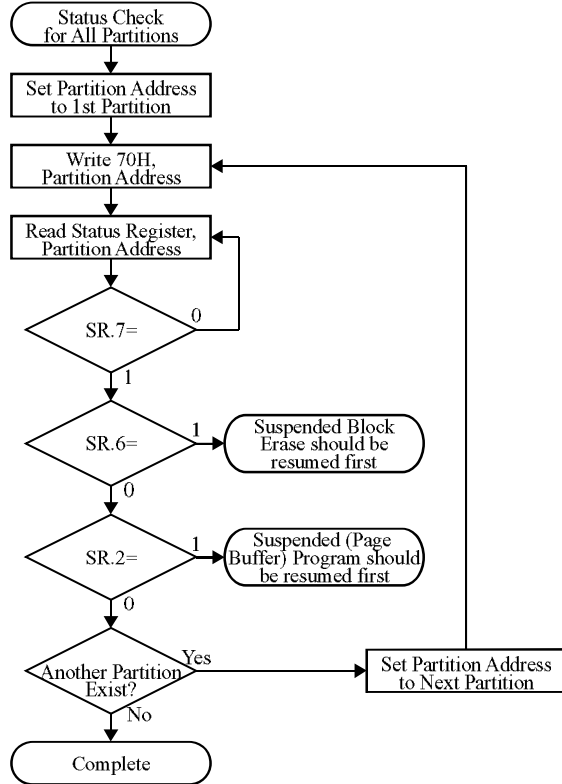 Status Check
for All Partitions
Set Partition Address
to 1st Partition
Write 70H,
Partition Address
Read Status Register,
Partition Address
SR.7=
0
1
SR.6=
1
Suspended Block
Erase should be
resumed first
0
SR.2=
1
Suspended (Page
Buffer) Program should
be resumed first
0
Another Partition
Exist?
Yes
Set Partition Address
to Next Partition
No
Complete